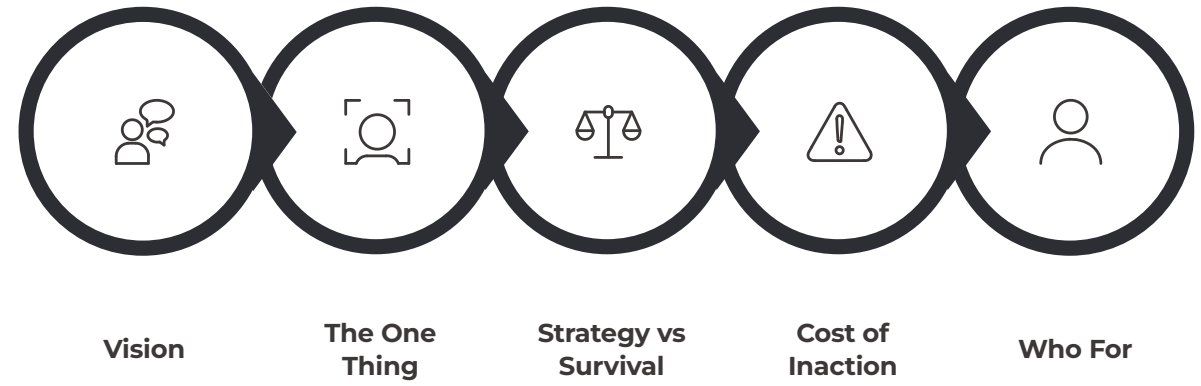 Vision
The One
Thing
Strategy vs
Survival
Cost of
Inaction
Who For